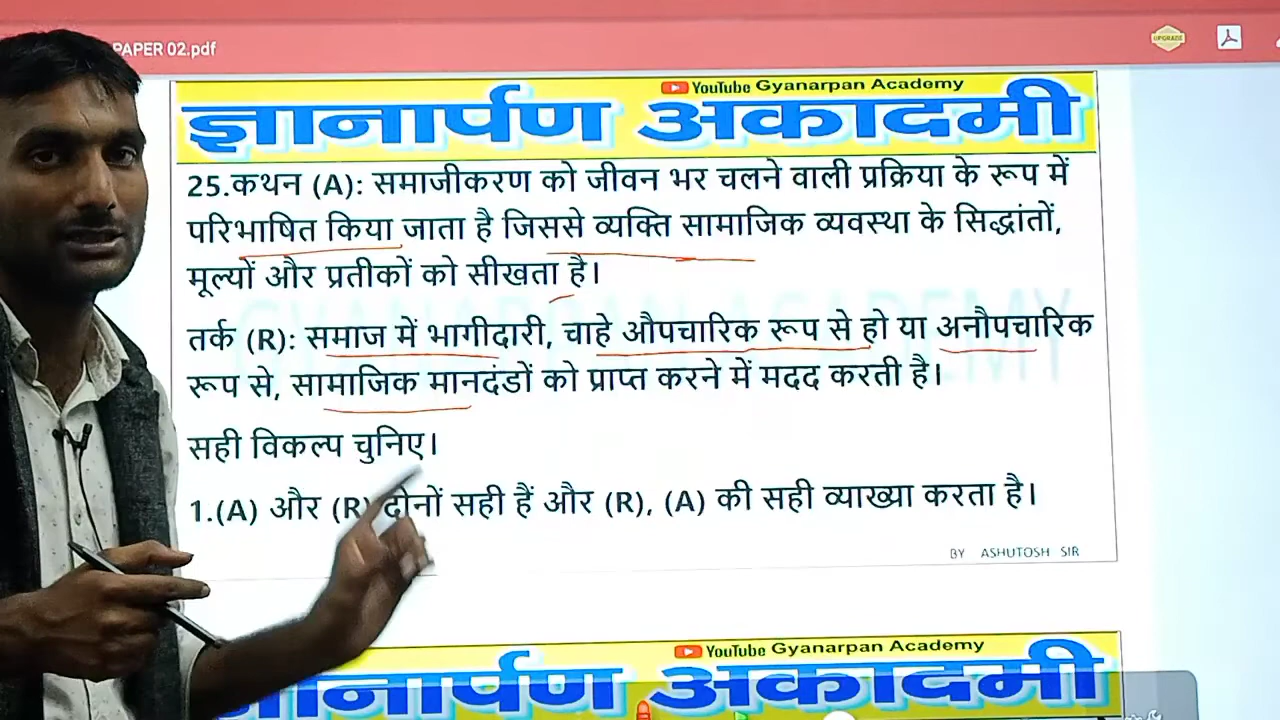 PAPER 02.pdf
UPGRADE
YouTube Gyanarpan Academy
ज्ञानार्पण अकादमी
25.कथन (A): समाजीकरण को जीवन भर चलने वाली प्रक्रिया के रूप में
परिभाषित किया जाता है जिससे व्यक्ति सामाजिक व्यवस्था के सिद्धांतों,
मूल्यों और प्रतीकों को सीखता है।
तर्क (R): समाज में भागीदारी, चाहे औपचारिक रूप से हो या अनौपचारिक
रूप से, सामाजिक मानदंडों को प्राप्त करने में मदद करती है।
सही विकल्प चुनिए।
1.(A) और (R) दोनों सही हैं और (R), (A) की सही व्याख्या करता है।
BY ASHUTOSH SIR
YouTube Gyanarpan Academy
ज्ञानार्पण अकादमी